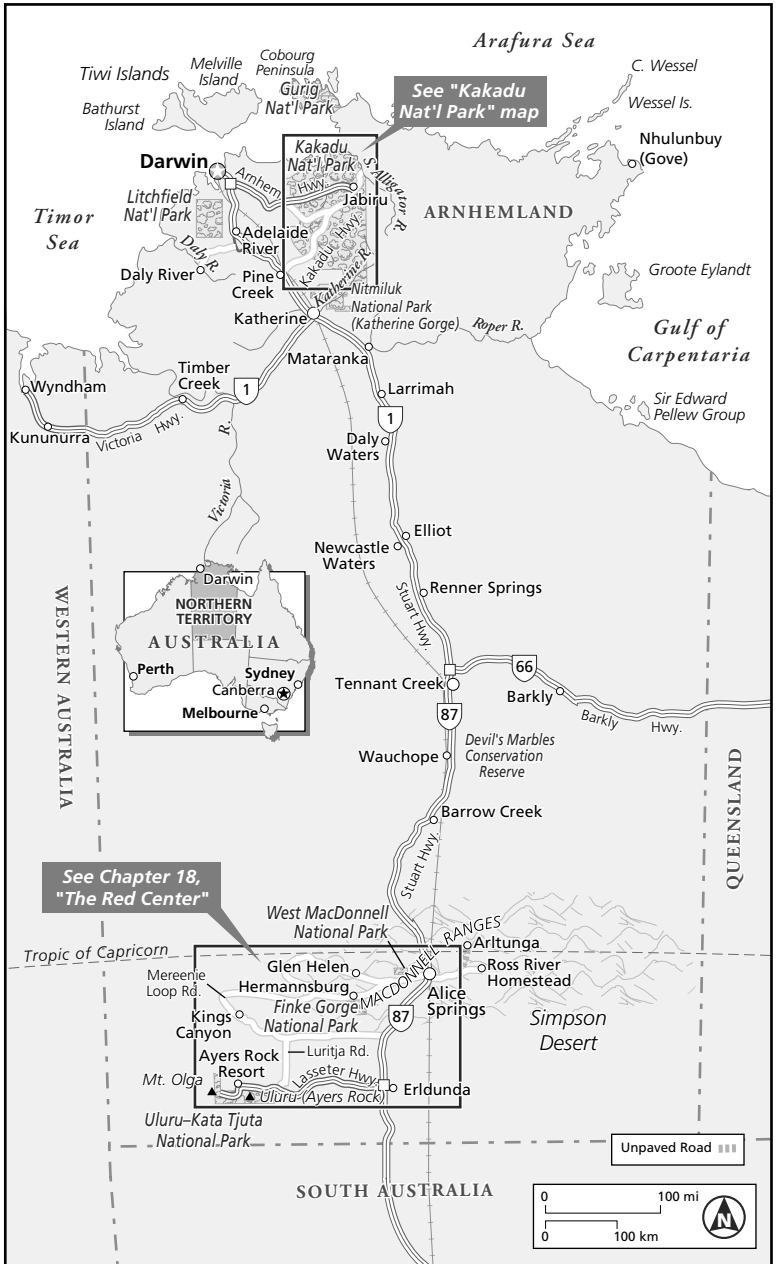 Arafura Sea
Tiwi Islands
Melville
Island
Cobourg
Peninsula
Gurig
Nat'l Park
C. Wessel
Wessel Is.
Bathurst
Island
See "Kakadu
Nat'l Park" map
Nhulunbuy
(Gove)
Darwin
Kakadu
Nat'l Park
Arnhem
Hwy.
S. Alligator R.
Jabiru
ARNHEMLAND
Litchfield
Nat'l Park
Timor
Sea
Adelaide
River
Kakadu Hwy.
Daly R.
Daly River
Pine
Creek
Katherine R.
Groote Eylandt
Nitmiluk
National Park
(Katherine Gorge)
Katherine
Roper R.
Gulf of
Carpentaria
Mataranka
Timber
Creek
Wyndham
1
Larrimah
Sir Edward
Pellew Group
1
Kununurra
Victoria Hwy.
Daly
Waters
Victoria R.
Elliot
Newcastle
Waters
Renner Springs
Stuart Hwy.
Darwin
NORTHERN
TERRITORY
AUSTRALIA
Perth
Sydney
Canberra
Melbourne
WESTERN AUSTRALIA
66
Tennant Creek
Barkly
Barkly Hwy.
87
Devil's Marbles
Conservation
Reserve
Wauchope
QUEENSLAND
Barrow Creek
Stuart Hwy.
See Chapter 18,
"The Red Center"
West MacDonnell
National Park
MACDONNELL RANGES
Arltunga
Tropic of Capricorn
Glen Helen
Ross River
Homestead
Mereenie
Loop Rd.
Hermannsburg
Alice
Springs
Finke Gorge
National Park
87
Kings
Canyon
Simpson
Desert
Luritja Rd.
Ayers Rock
Resort
Lasseter Hwy.
Mt. Olga
Erldunda
Uluru (Ayers Rock)
Uluru–Kata Tjuta
National Park
Unpaved Road
SOUTH AUSTRALIA
0 100 mi
0 100 km
N